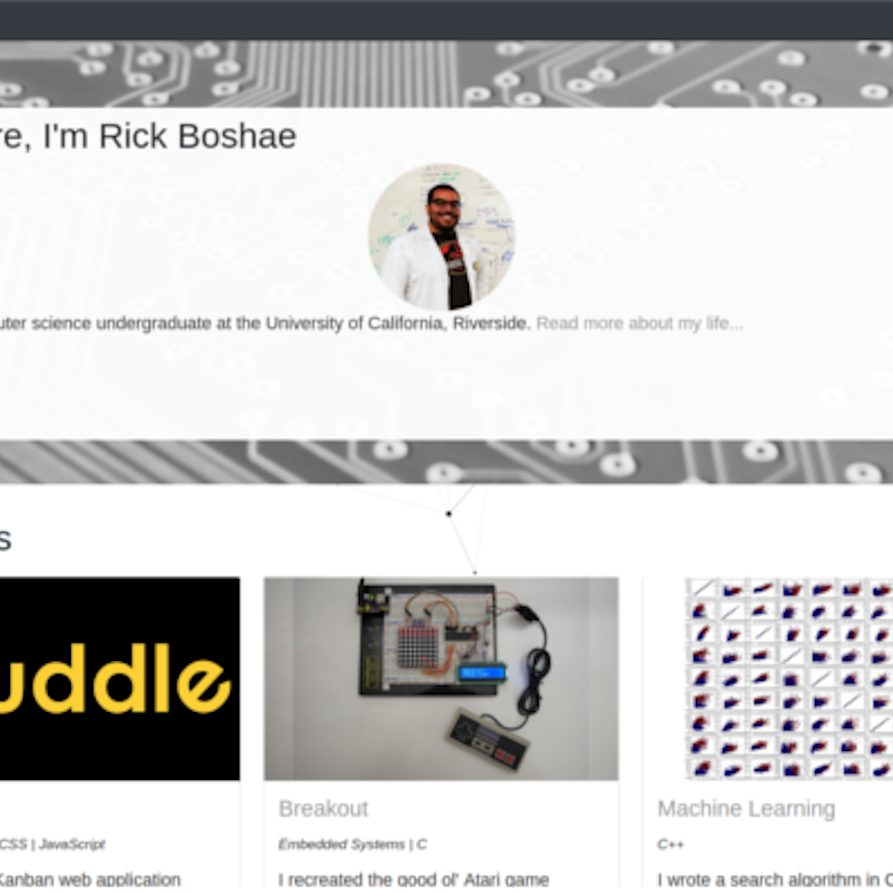 re, I'm Rick Boshae
uter science undergraduate at the University of California, Riverside. Read more about my life...
s
uddle
Breakout
Machine Learning
CSS | JavaScript
Embedded Systems | C
C++
Kanban web application
I recreated the good ol' Atari game
I wrote a search algorithm in C